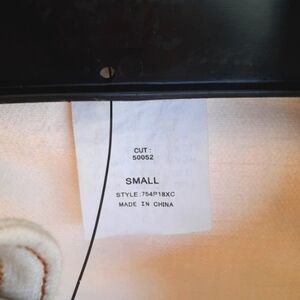 CUT :
50052
SMALL
STYLE:754P18XC
MADE IN CHINA